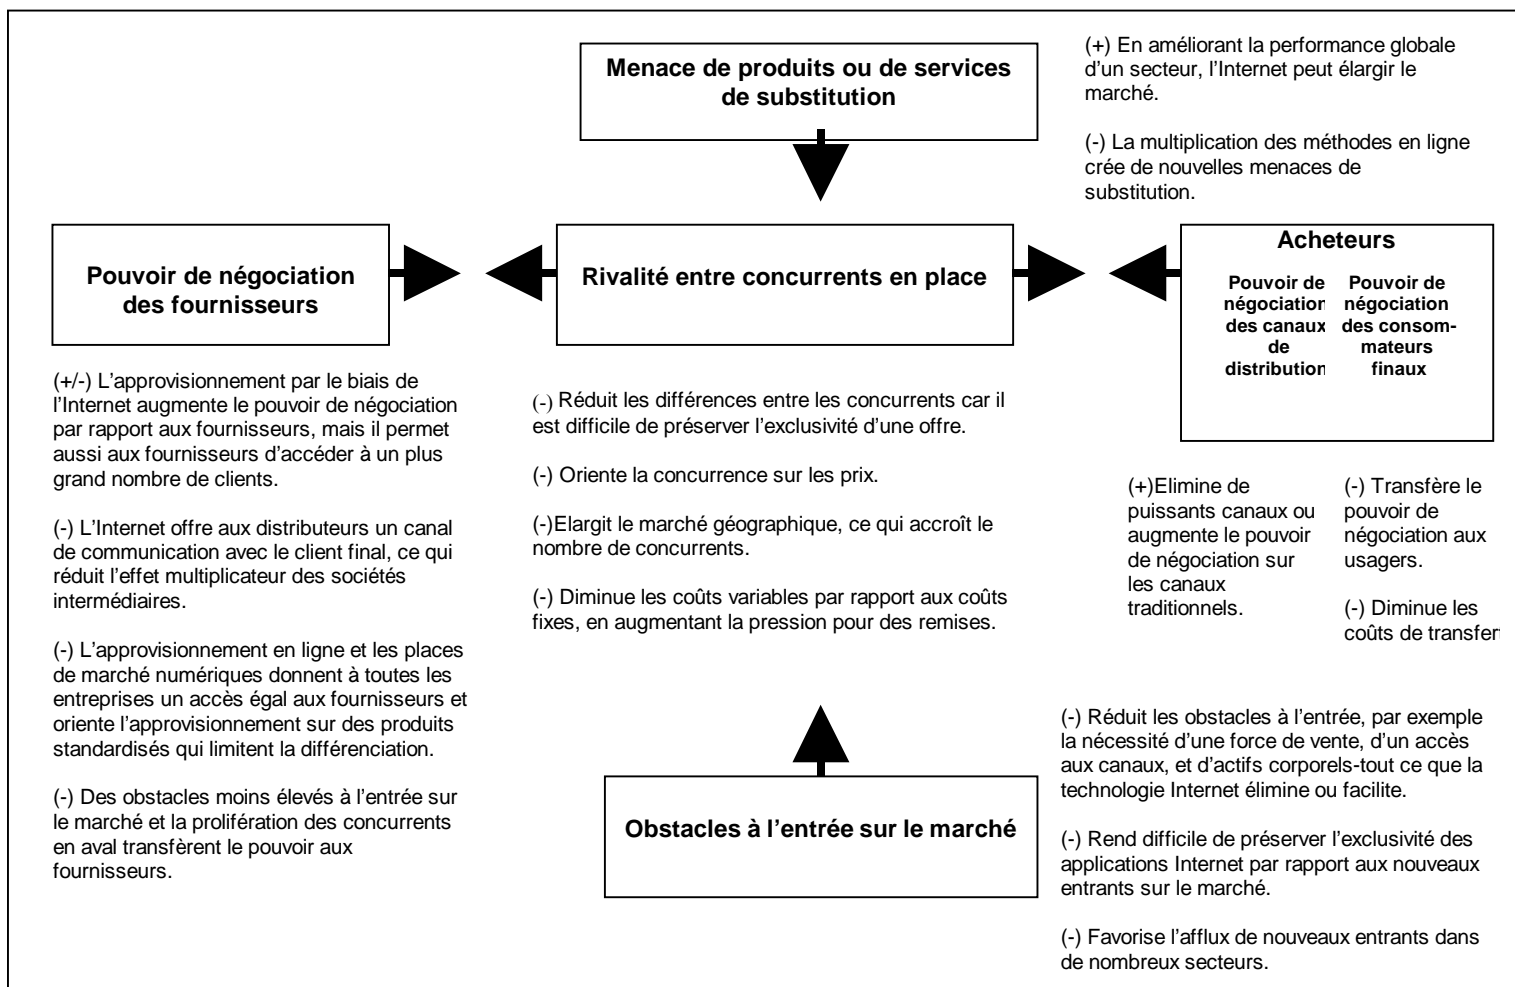 Menace de produits ou de services
de substitution
(+) En améliorant la performance globale
d’un secteur, l’Internet peut élargir le
marché.
(-) La multiplication des méthodes en ligne
crée de nouvelles menaces de
substitution.
Pouvoir de négociation
des fournisseurs
Rivalité entre concurrents en place
Acheteurs
Pouvoir de
négociation
des canaux
de
distribution
Pouvoir de
négociation
des consom-
mateurs
finaux
(+/-) L’approvisionnement par le biais de
l’Internet augmente le pouvoir de négociation
par rapport aux fournisseurs, mais il permet
aussi aux fournisseurs d’accéder à un plus
grand nombre de clients.
(-) L’Internet offre aux distributeurs un canal
de communication avec le client final, ce qui
réduit l’effet multiplicateur des sociétés
intermédiaires.
(-) L’approvisionnement en ligne et les places
de marché numériques donnent à toutes les
entreprises un accès égal aux fournisseurs et
oriente l’approvisionnement sur des produits
standardisés qui limitent la différenciation.
(-) Des obstacles moins élevés à l’entrée sur
le marché et la prolifération des concurrents
en aval transfèrent le pouvoir aux
fournisseurs.
(-) Réduit les différences entre les concurrents car il
est difficile de préserver l’exclusivité d’une offre.
(-) Oriente la concurrence sur les prix.
(-)Elargit le marché géographique, ce qui accroît le
nombre de concurrents.
(-) Diminue les coûts variables par rapport aux coûts
fixes, en augmentant la pression pour des remises.
(+)Elimine de
puissants canaux ou
augmente le pouvoir
de négociation sur
les canaux
traditionnels.
(-) Transfère le
pouvoir de
négociation aux
usagers.
(-) Diminue les
coûts de transfert
Obstacles à l’entrée sur le marché
(-) Réduit les obstacles à l’entrée, par exemple
la nécessité d’une force de vente, d’un accès
aux canaux, et d’actifs corporels-tout ce que la
technologie Internet élimine ou facilite.
(-) Rend difficile de préserver l’exclusivité des
applications Internet par rapport aux nouveaux
entrants sur le marché.
(-) Favorise l’afflux de nouveaux entrants dans
de nombreux secteurs.